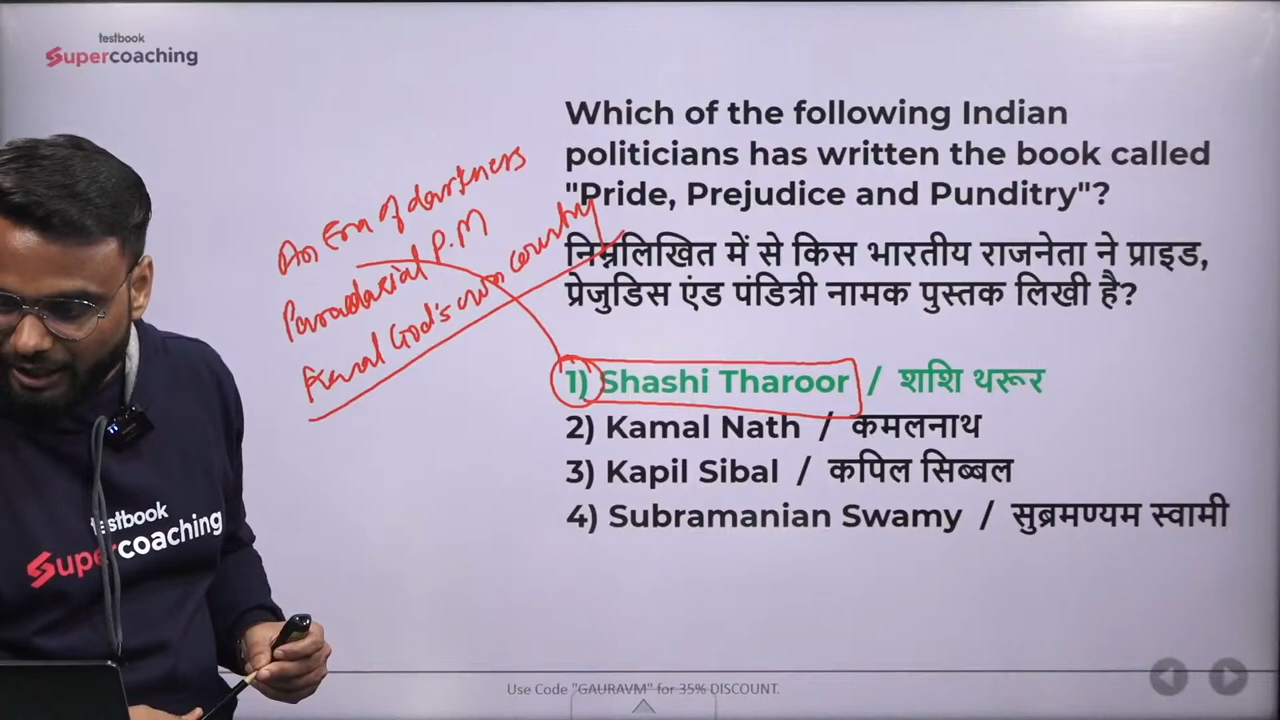 testbook
Supercoaching
Which of the following Indian
politicians has written the book called
"Pride, Prejudice and Punditry"?
निम्नलिखित में से किस भारतीय राजनेता ने प्राइड,
प्रेजुडिस एंड पंडित्री नामक पुस्तक लिखी है?
An Era of darkness
P.M
God's own country
1) Shashi Tharoor / शशि थरूर
2) Kamal Nath / कमलनाथ
3) Kapil Sibal / कपिल सिब्बल
4) Subramanian Swamy / सुब्रमण्यम स्वामी
testbook
Supercoaching
Use Code "GAURAVM" for 35% DISCOUNT.